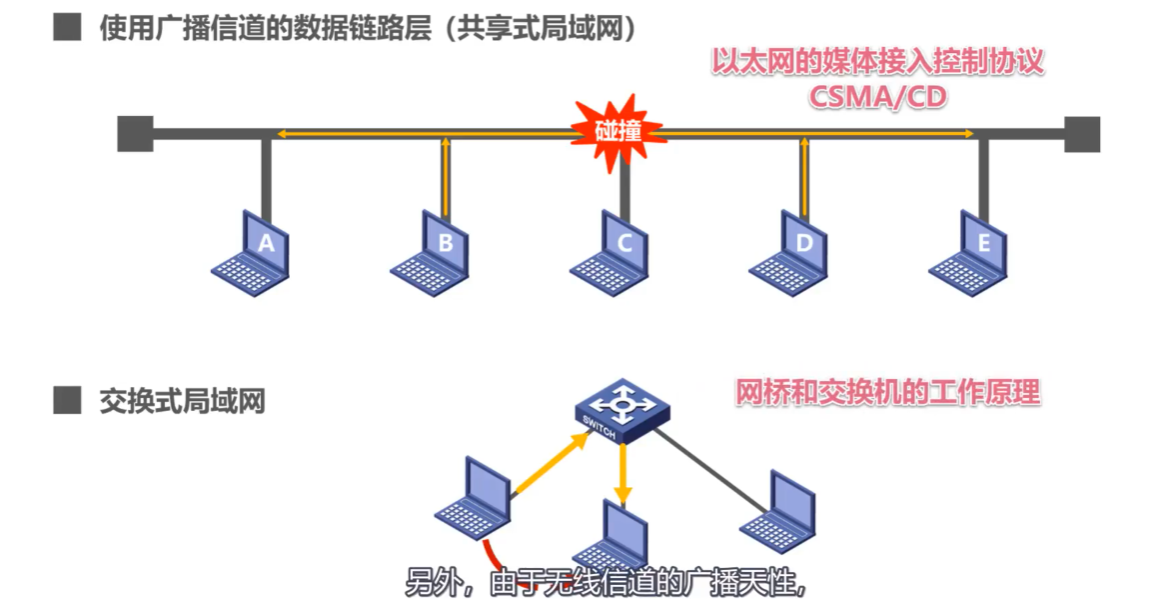 使用广播信道的数据链路层（共享式局域网）
以太网的媒体接入控制协议
CSMA/CD
碰撞
A
B
C
D
E
交换式局域网
网桥和交换机的工作原理
SWITCH
另外，由于无线信道的广播天性，